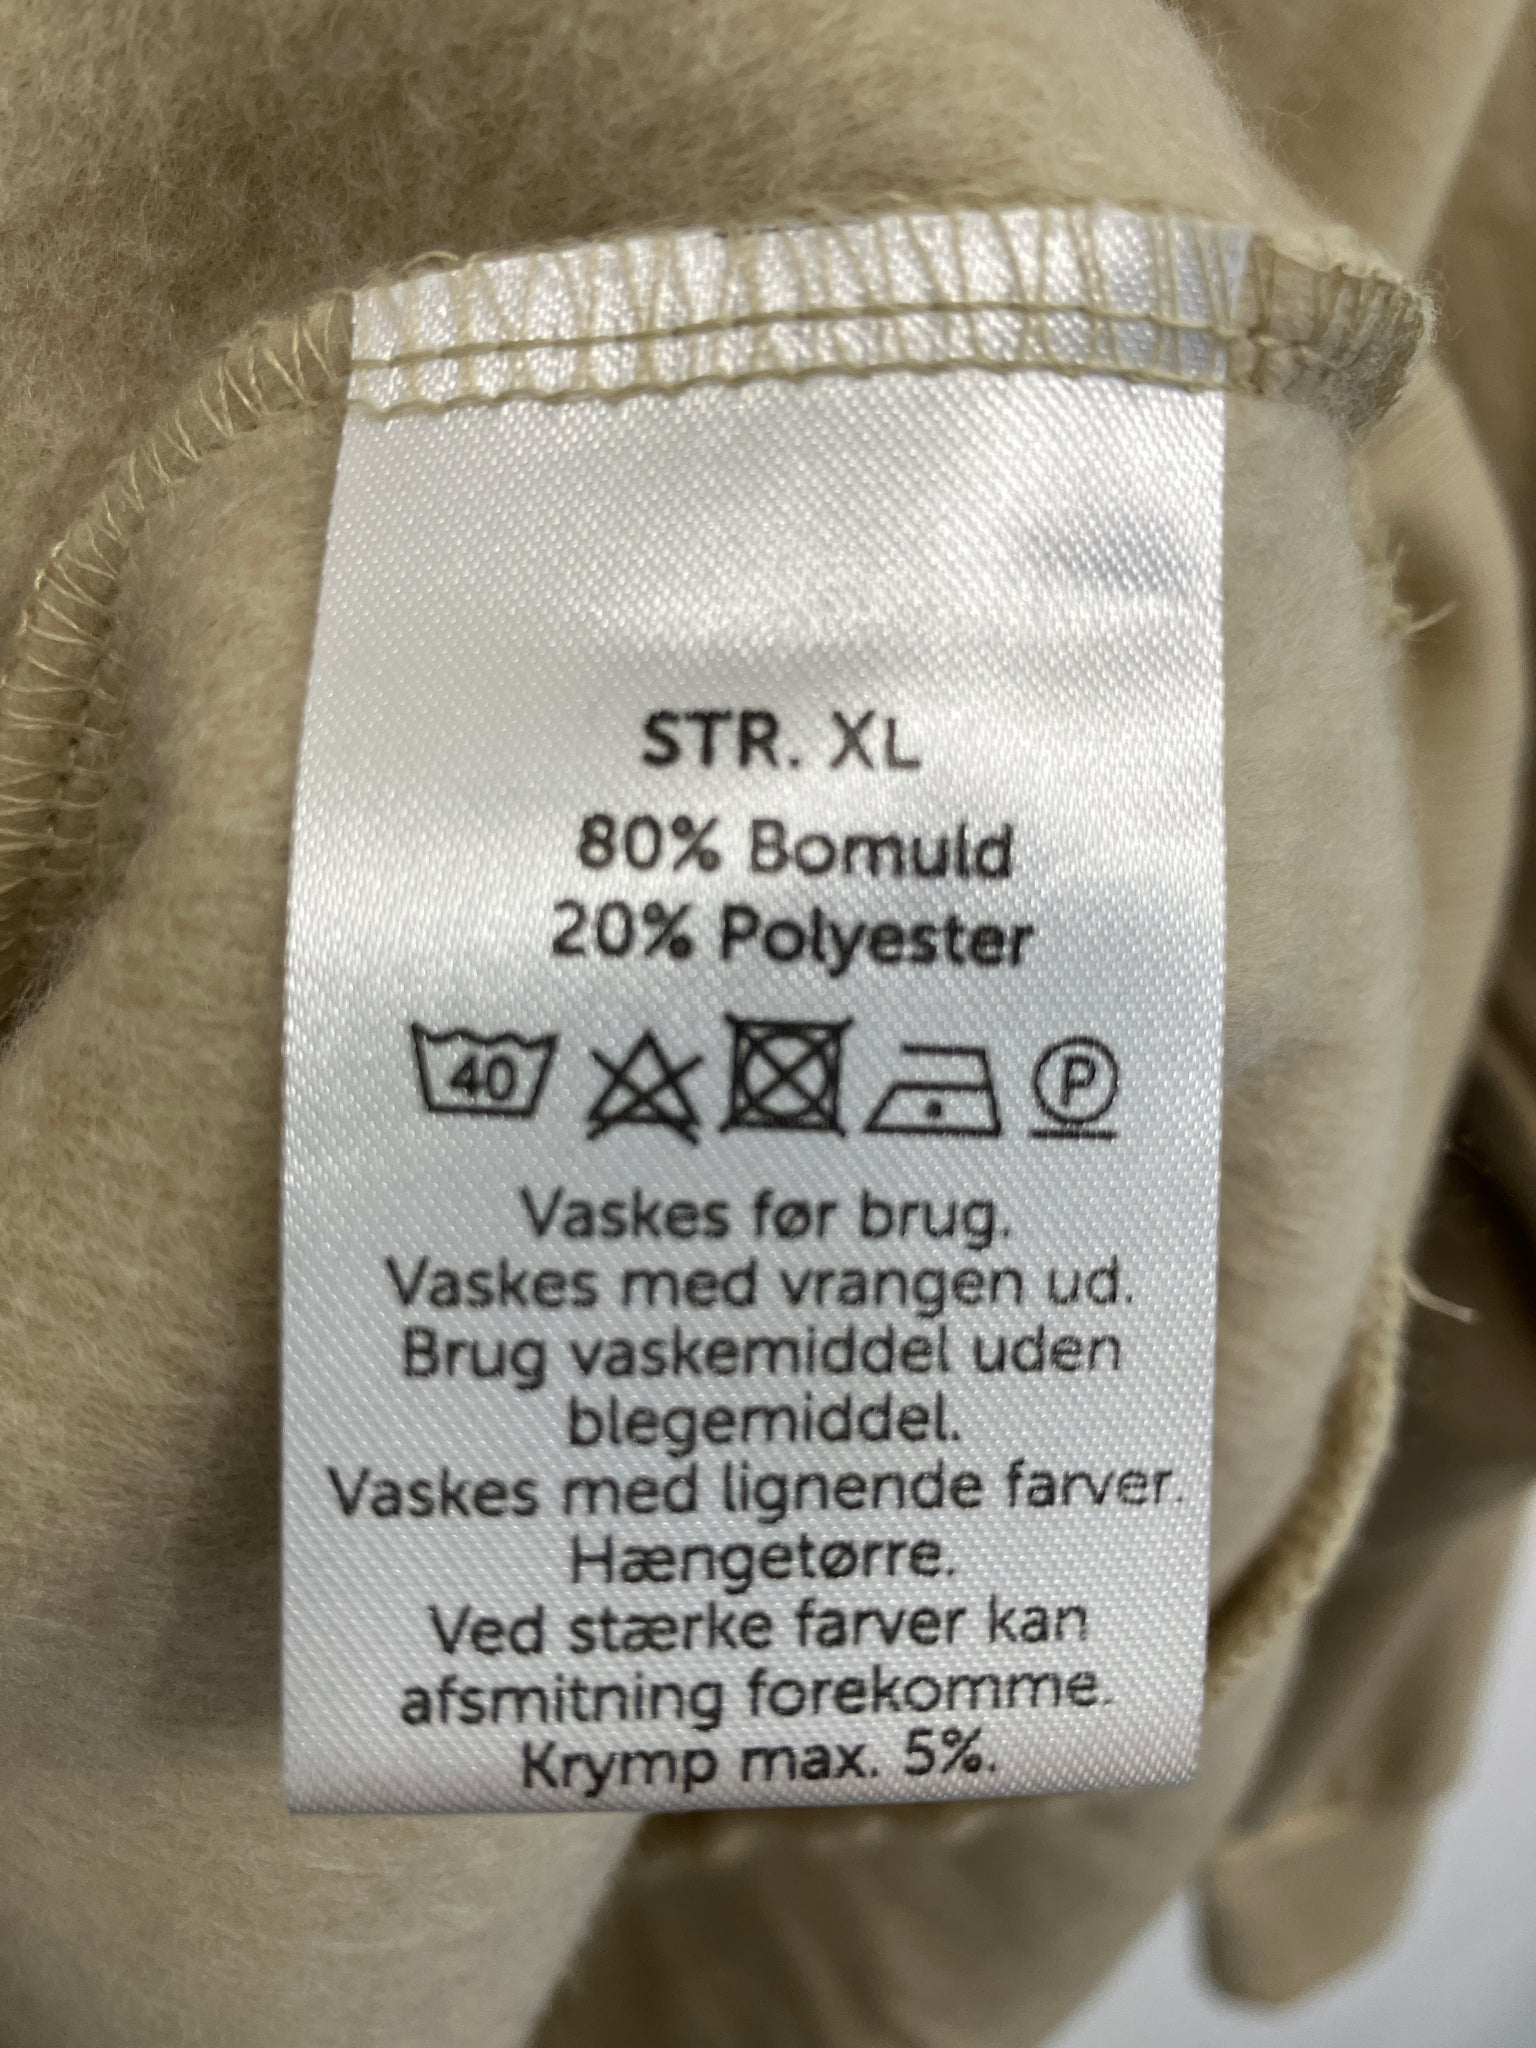 STR. XL
80% Bomuld
20% Polyester
40 P
Vaskes før brug.
Vaskes med vrangen ud.
Brug vaskemiddel uden
blegemiddel.
Vaskes med lignende farver.
Hængetørre.
Ved stærke farver kan
afsmitning forekomme.
Krymp max. 5%.